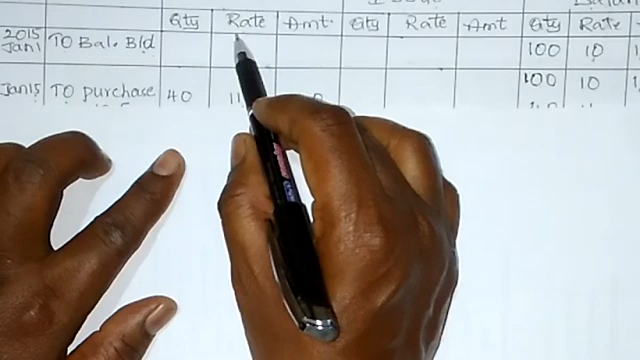 Qty Rate Amt. Qty Rate Amt Qty Rate
2015
Jan1 TO Bal. Bld 100 10
100 10
Jan15 TO purchase 40